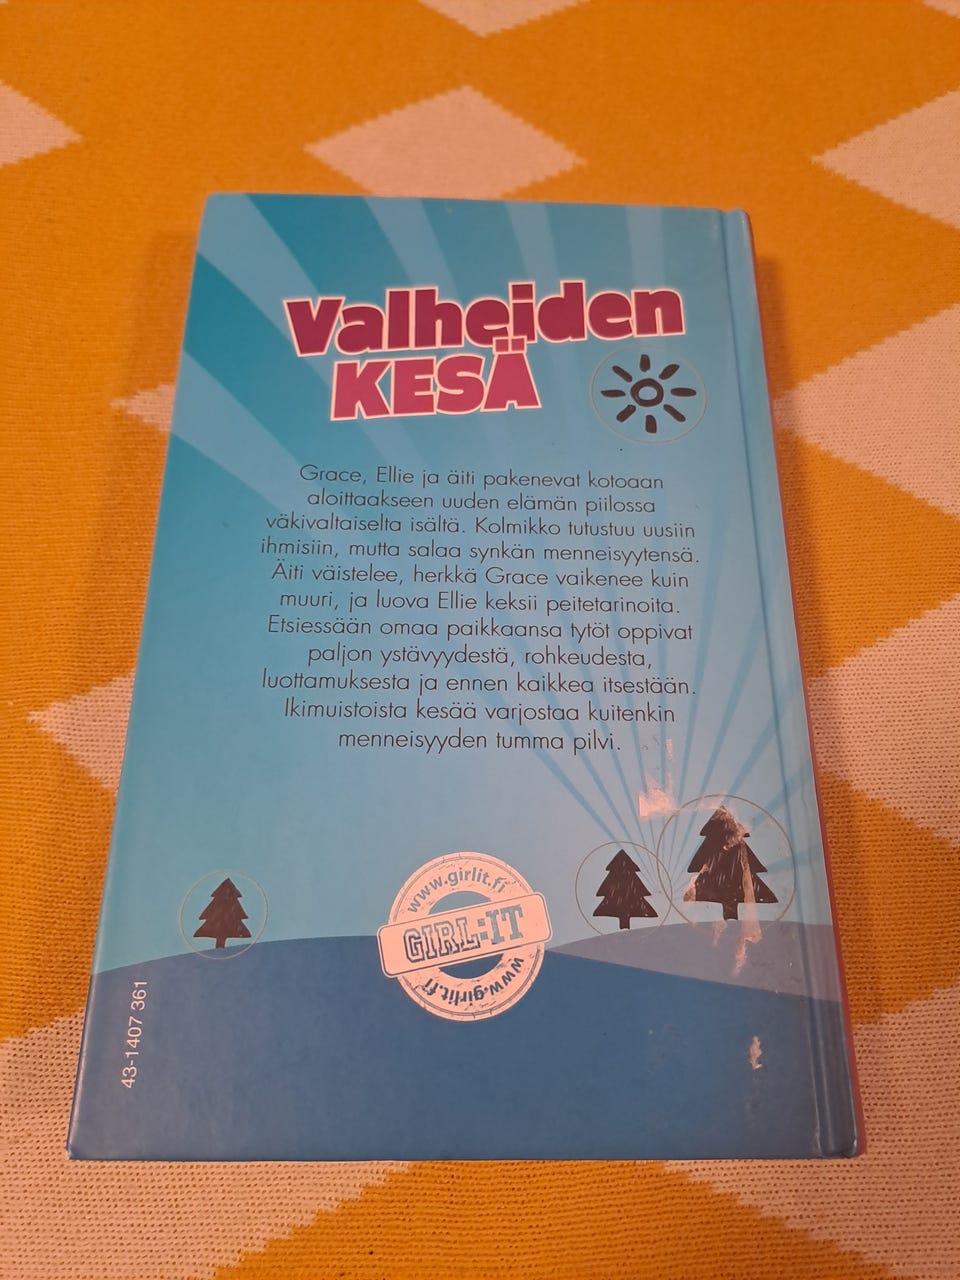 Valheiden
KESÄ
Grace, Ellie ja äiti pakenevat kotoaan
aloittaakseen uuden elämän piilossa
väkivaltaiselta isältä. Kolmikko tutustuu uusiin
ihmisiin, mutta salaa synkän menneisyytensä.
Äiti väistelee, herkkä Grace vaikenee kuin
muuri, ja luova Ellie keksii peitetarinoita.
Etsiessään omaa paikkaansa tytöt oppivat
paljon ystävyydestä, rohkeudesta,
luottamuksesta ja ennen kaikkea itsestään.
Ikimuistoista kesää varjostaa kuitenkin
menneisyyden tumma pilvi.
www.girlit.fi
GIRL:IT
www.girlit.fi
43-1407 361